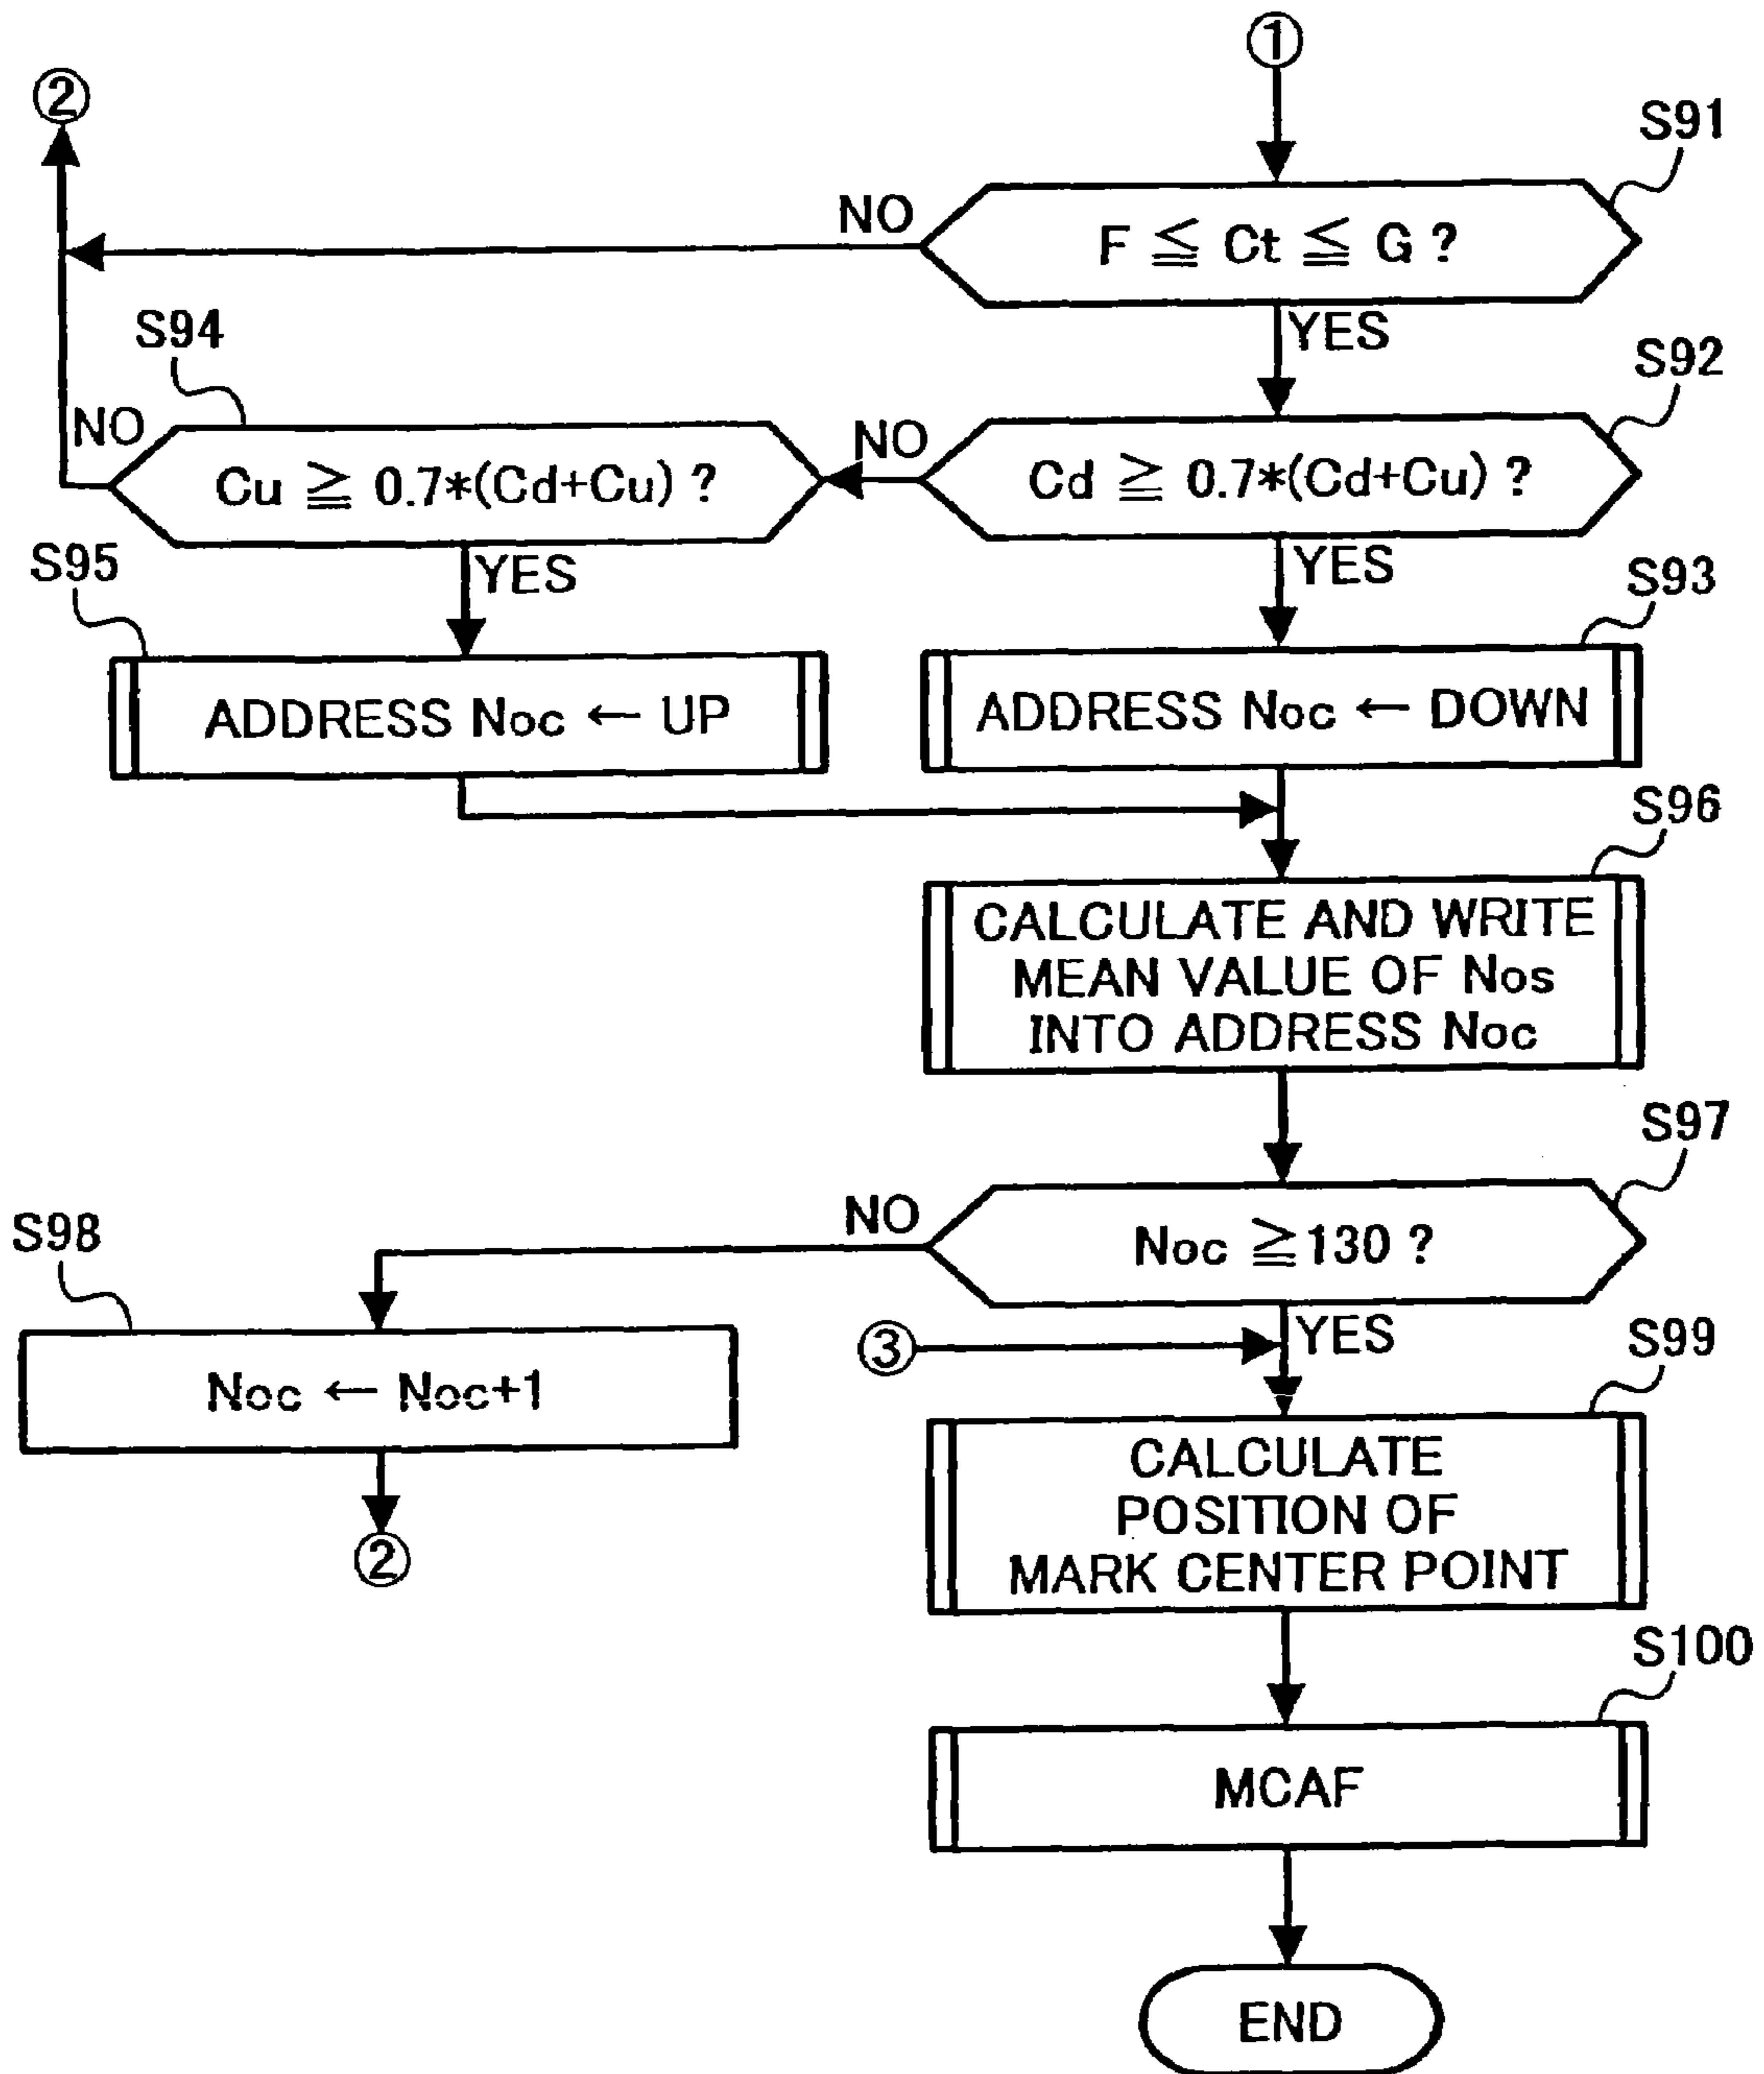 ①
②
S91
NO
F ≦ Ct ≦ G ?
YES
S94
S92
NO
Cu ≧ 0.7*(Cd+Cu) ?
NO
Cd ≧ 0.7*(Cd+Cu) ?
S95
YES
YES
S93
ADDRESS Noc ← UP
ADDRESS Noc ← DOWN
S96
CALCULATE AND WRITE
MEAN VALUE OF Nos
INTO ADDRESS Noc
S97
NO
Noc ≧130 ?
S98
③
YES
S99
Noc ← Noc+1
CALCULATE
POSITION OF
MARK CENTER POINT
②
S100
MCAF
END